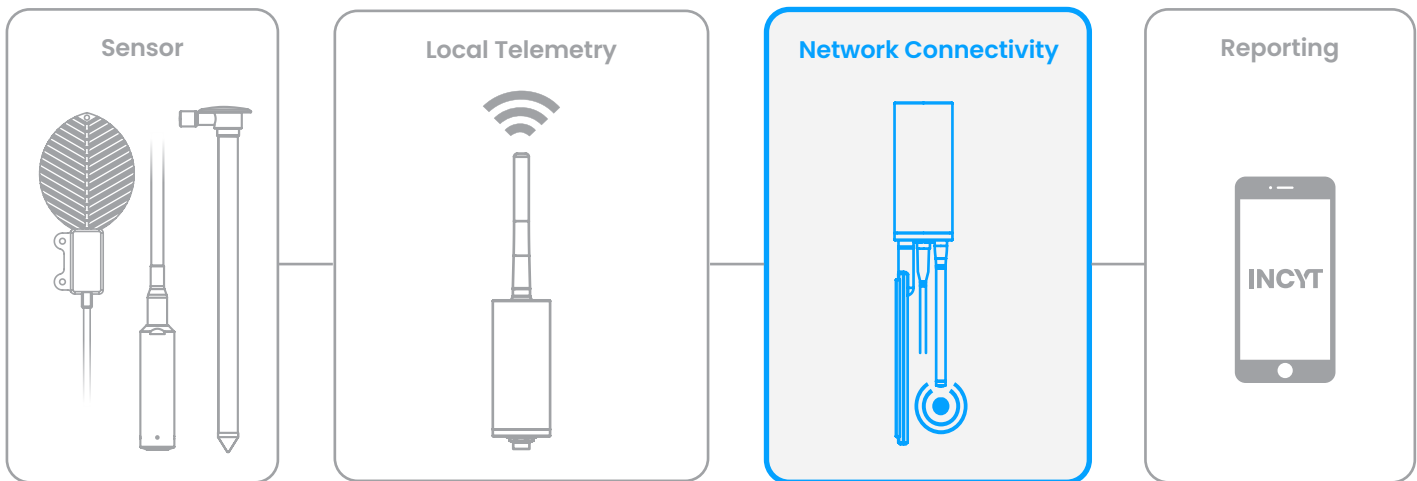 Sensor
Local Telemetry
Network Connectivity
Reporting
INCYT